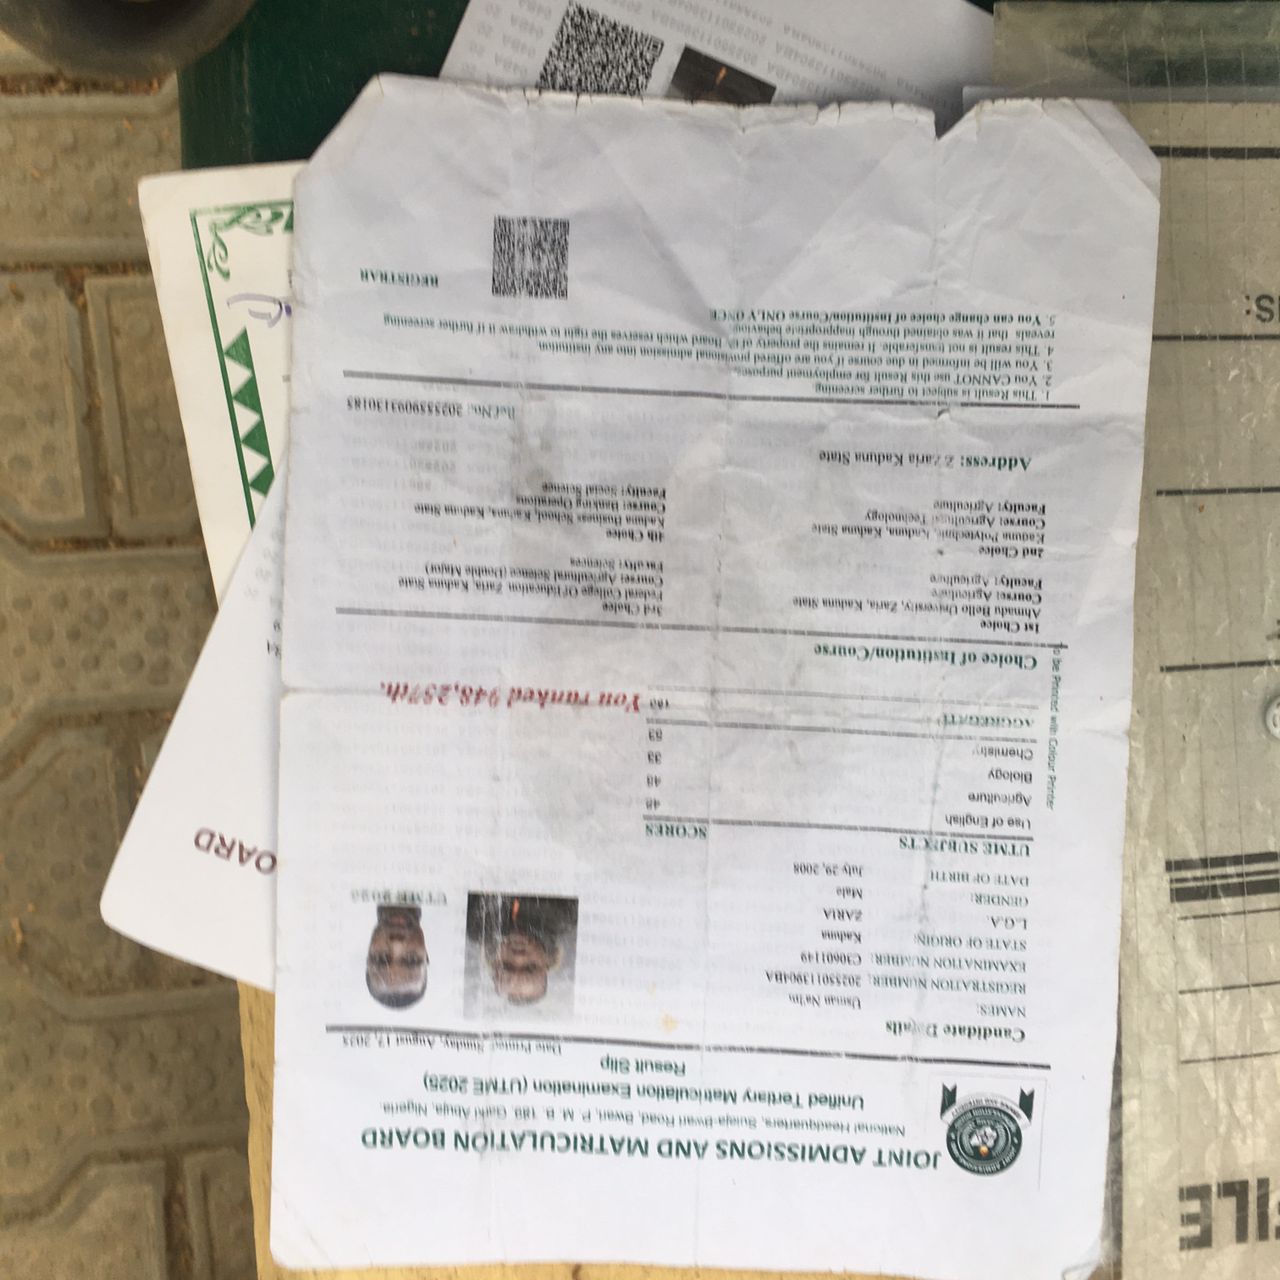 JOINT ADMISSIONS AND MATRICULATION BOARD
National Headquarters, Suleja-Bwari Road, Bwari, P. M. B. 189, Garki Abuja, Nigeria.
Unified Tertiary Matriculation Examination (UTME 2025)
Result Slip
Date Printed: Sunday, August 17, 2025
Candidate Details
NAMES: Usman Na'im
REGISTRATION NUMBER: 202550113904BA
EXAMINATION NUMBER: C30601149
STATE OF ORIGIN: Kaduna
L.G.A. ZARIA
GENDER: Male
DATE OF BIRTH July 29, 2008
UTME 2025
UTME SUBJECTS SCORES
Use of English 48
Agriculture 48
Biology 33
Chemistry 53
AGGREGATE
You ranked 948,257th.
To be Printed with Colour Printer
Choice of Institution/Course
1st Choice
Ahmadu Bello University, Zaria, Kaduna State
Course: Agriculture
Faculty: Agriculture
2nd Choice
Kaduna Polytechnic, Kaduna, Kaduna State
Course: Agricultural Technology
Faculty: Agriculture
3rd Choice
Federal College Of Education, Zaria, Kaduna State
Course: Agricultural Science (Double Major)
Faculty: Sciences
4th Choice
Kaduna Business School, Kaduna, Kaduna State
Course: Banking Operations
Faculty: Social Science
Address: Z Zaria Kaduna State
Ref No.: 202555909313018
1. This Result is subject to further screening
2. You CANNOT use this Result for employment purposes.
3. You will be informed in due course if you are offered provisional admission into any institution.
4. This result is not transferable. It remains the property of the Board which reserves the right to withdraw it if further screening
reveals that it was obtained through inappropriate behaviour
5. You can change choice of Institution/Course ONLY ONCE
REGISTRAR
OARD
S:
ILE